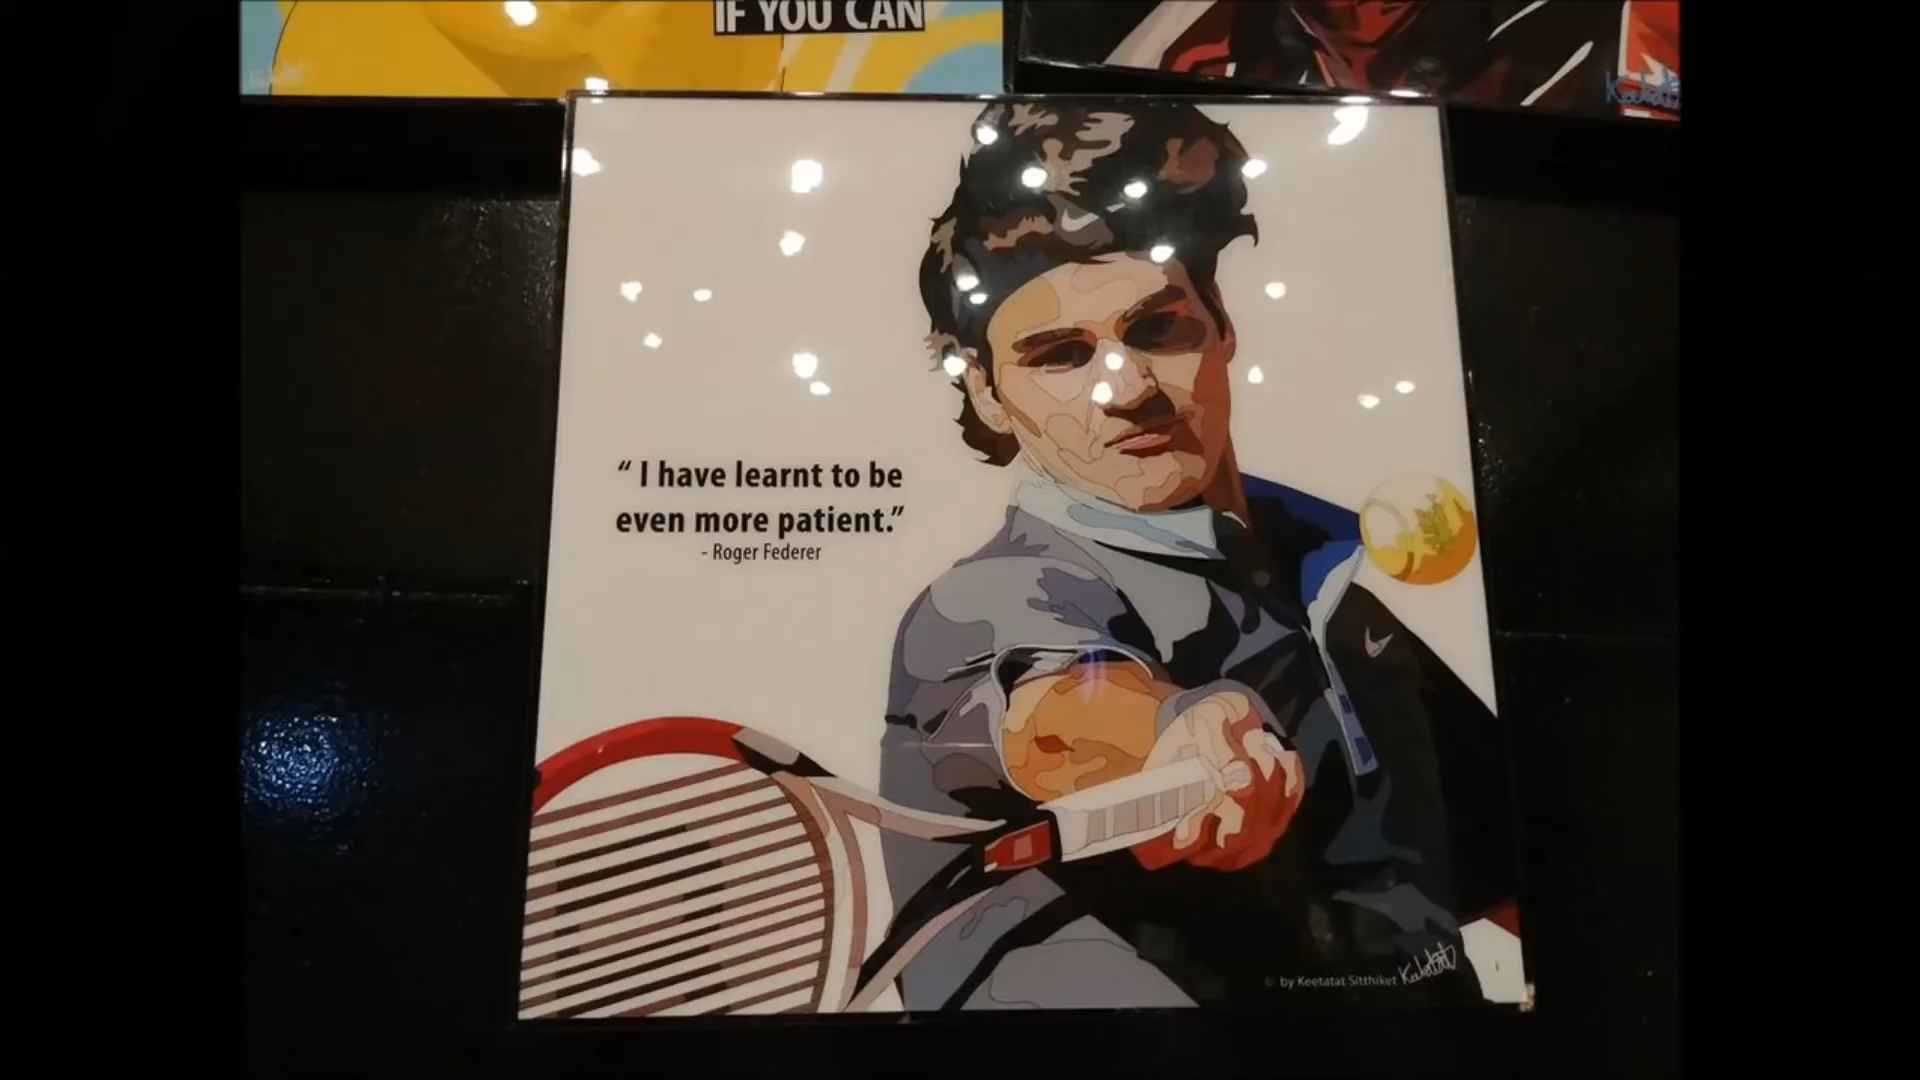 IF YOU CAN
“ I have learnt to be
even more patient.”
- Roger Federer
© by Keetatat Sitthiket